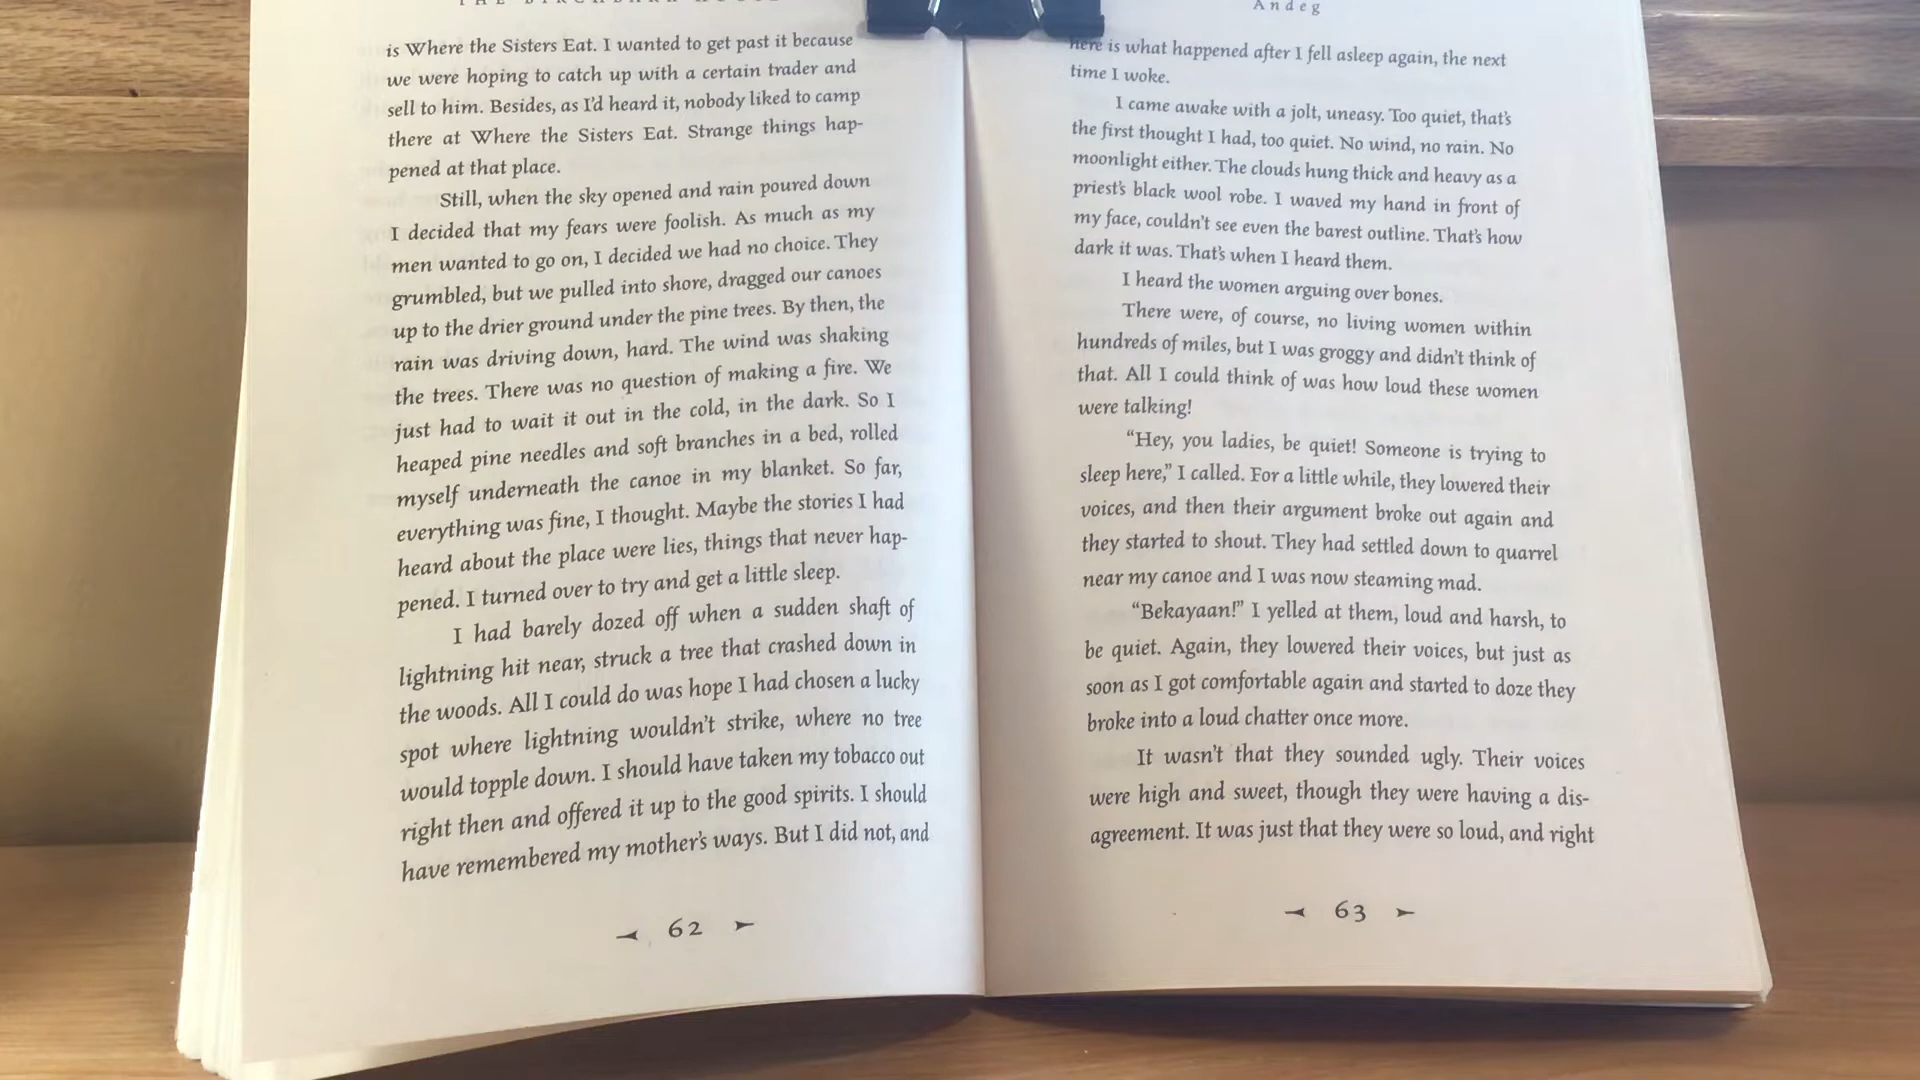 is Where the Sisters Eat. I wanted to get past it because
we were hoping to catch up with a certain trader and
sell to him. Besides, as I'd heard it, nobody liked to camp
there at Where the Sisters Eat. Strange things hap-
pened at that place.
Still, when the sky opened and rain poured down
I decided that my fears were foolish. As much as my
men wanted to go on, I decided we had no choice. They
grumbled, but we pulled into shore, dragged our canoes
up to the drier ground under the pine trees. By then, the
rain was driving down, hard. The wind was shaking
the trees. There was no question of making a fire. We
just had to wait it out in the cold, in the dark. So I
heaped pine needles and soft branches in a bed, rolled
myself underneath the canoe in my blanket. So far,
everything was fine, I thought. Maybe the stories I had
heard about the place were lies, things that never hap-
pened. I turned over to try and get a little sleep.
I had barely dozed off when a sudden shaft of
lightning hit near, struck a tree that crashed down in
the woods. All I could do was hope I had chosen a lucky
spot where lightning wouldn't strike, where no tree
would topple down. I should have taken my tobacco out
right then and offered it up to the good spirits. I should
have remembered my mother's ways. But I did not, and
62
Andeg
here is what happened after I fell asleep again, the next
time I woke.
I came awake with a jolt, uneasy. Too quiet, that's
the first thought I had, too quiet. No wind, no rain. No
moonlight either. The clouds hung thick and heavy as a
priest's black wool robe. I waved my hand in front of
my face, couldn't see even the barest outline. That's how
dark it was. That's when I heard them.
I heard the women arguing over bones.
There were, of course, no living women within
hundreds of miles, but I was groggy and didn't think of
that. All I could think of was how loud these women
were talking!
“Hey, you ladies, be quiet! Someone is trying to
sleep here,” I called. For a little while, they lowered their
voices, and then their argument broke out again and
they started to shout. They had settled down to quarrel
near my canoe and I was now steaming mad.
“Bekayaan!” I yelled at them, loud and harsh, to
be quiet. Again, they lowered their voices, but just as
soon as I got comfortable again and started to doze they
broke into a loud chatter once more.
It wasn't that they sounded ugly. Their voices
were high and sweet, though they were having a dis-
agreement. It was just that they were so loud, and right
63